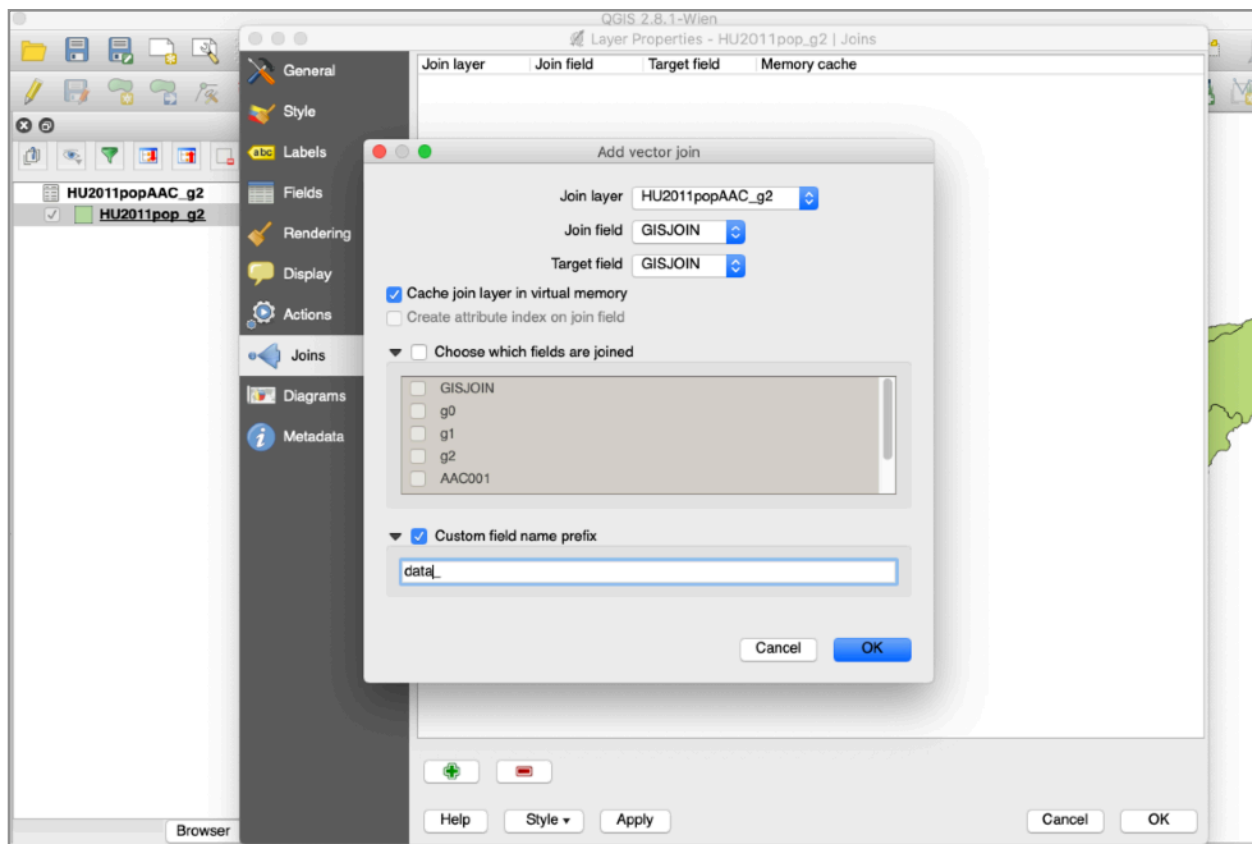 QGIS 2.8.1-Wien
Layer Properties - HU2011pop_g2 | Joins
General
Style
abc Labels
Fields
Rendering
Display
Actions
Joins
Diagrams
Metadata
HU2011popAAC_g2
HU2011pop_g2
Join layer Join field Target field Memory cache
Add vector join
Join layer HU2011popAAC_g2
Join field GISJOIN
Target field GISJOIN
Cache join layer in virtual memory
Create attribute index on join field
Choose which fields are joined
GISJOIN
g0
g1
g2
AAC001
Custom field name prefix
data_
Cancel OK
Help Style Apply Cancel OK
Browser